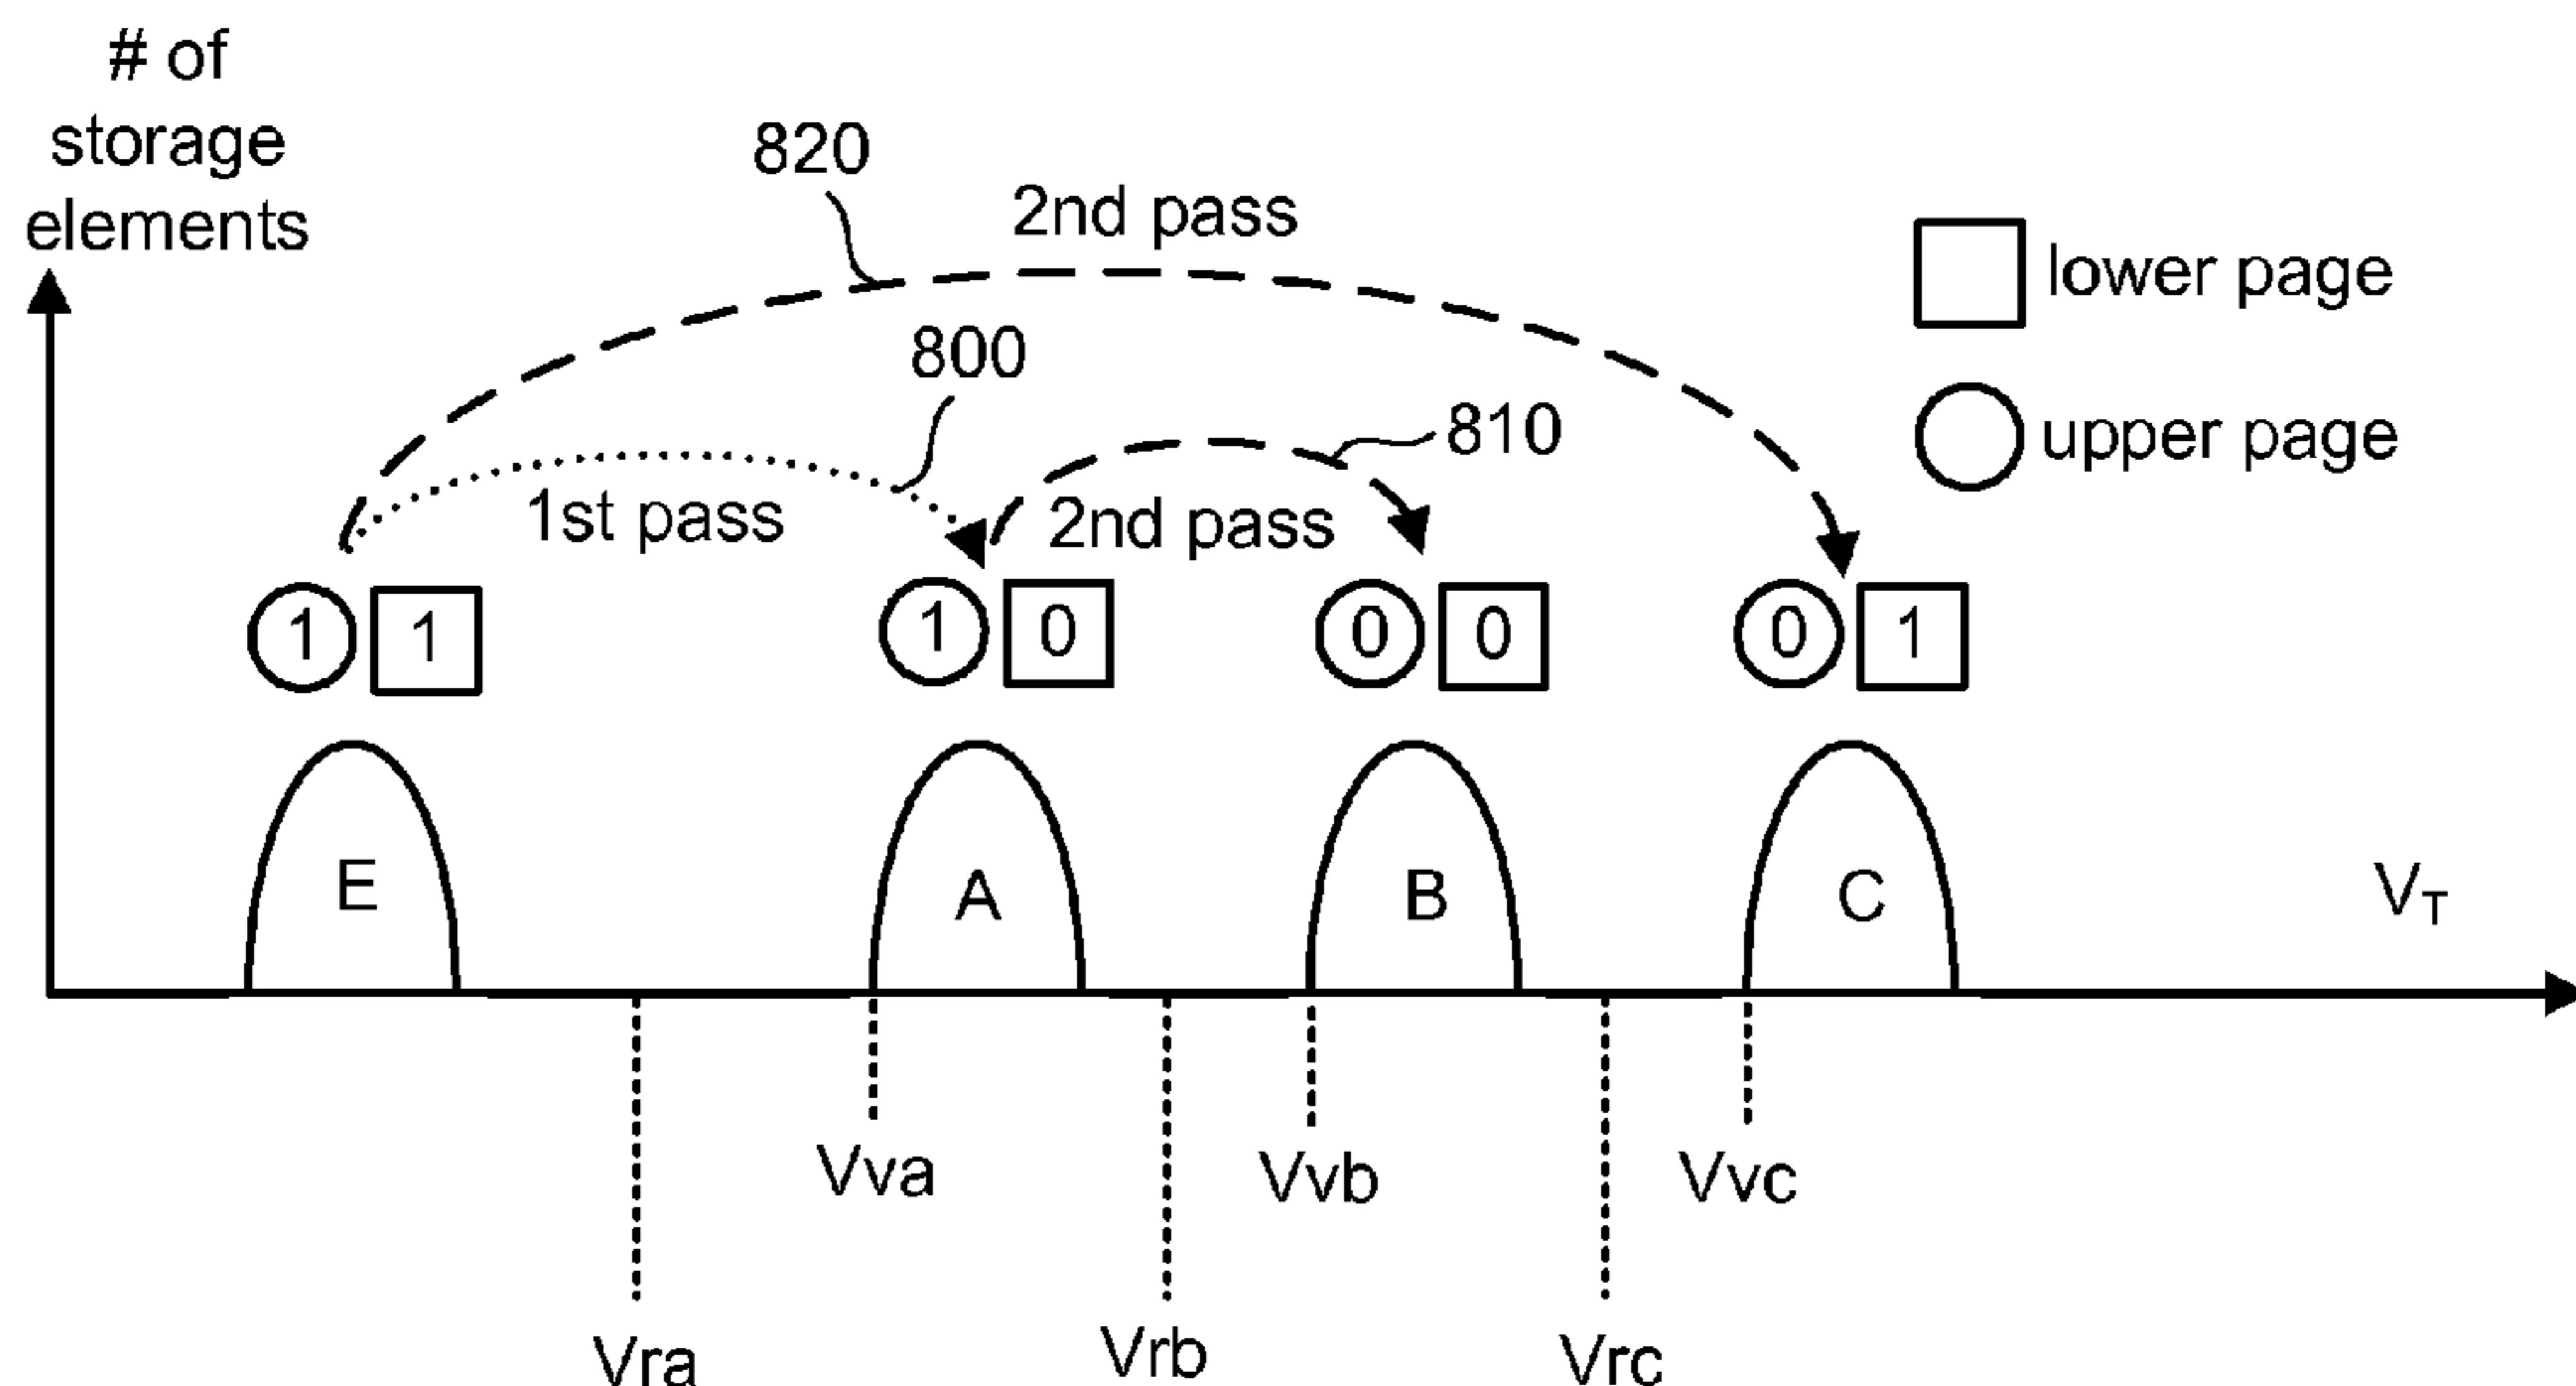 # of
storage
elements
820
2nd pass
lower page
800
810
upper page
1st pass
2nd pass
1 1
1 0
0 0
0 1
E
A
B
C
VT
Vva
Vvb
Vvc
Vra
Vrb
Vrc